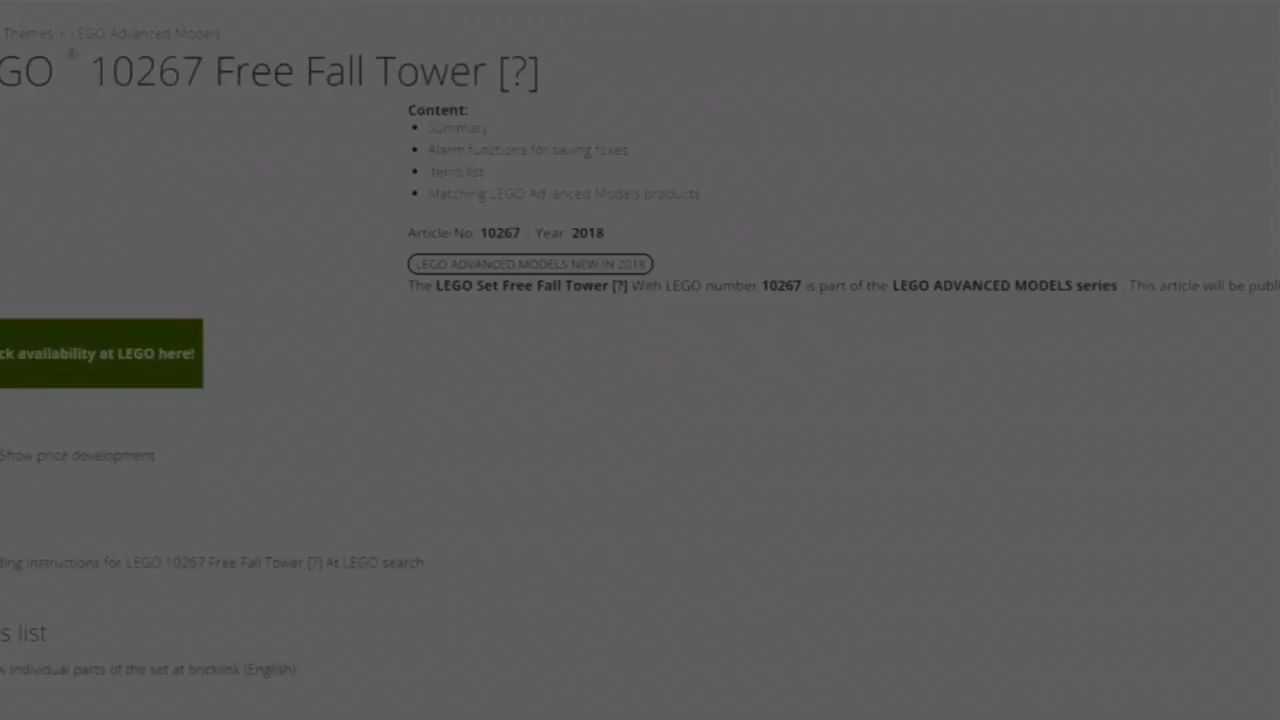 Themes < LEGO Advanced Models
GO ® 10267 Free Fall Tower [?]
Content:
• Summary
• Alarm functions for saving foxes
• Items list
• Matching LEGO Advanced Models products
Article-No: 10267 | Year: 2018
LEGO ADVANCED MODELS NEW IN 2018
The LEGO Set Free Fall Tower [?] With LEGO number 10267 is part of the LEGO ADVANCED MODELS series . This article will be publ
ck availability at LEGO here!
Show price development
ding instructions for LEGO 10267 Free Fall Tower [?] At LEGO search
s list
w individual parts of the set at bricklink (English)